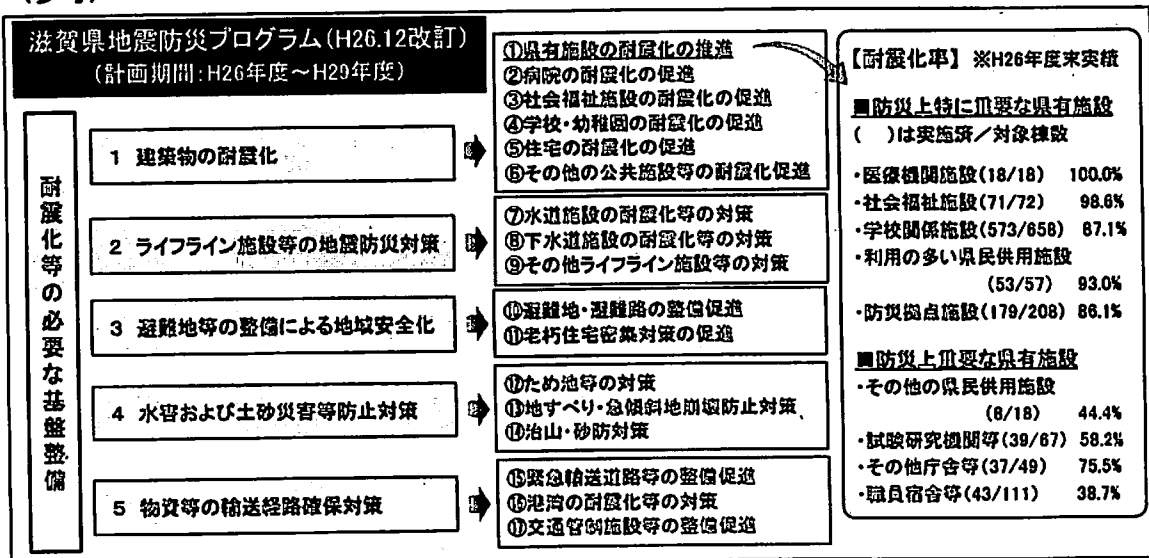 滋賀県地震防災プログラム(H26.12改訂)
(計画期間:H26年度～H29年度)
耐震化等の必要な基盤整備
1 建築物の耐震化
①県有施設の耐震化の推進
②病院の耐震化の促進
③社会福祉施設の耐震化の促進
④学校・幼稚園の耐震化の促進
⑤住宅の耐震化の促進
⑥その他の公共施設等の耐震化促進
2 ライフライン施設等の地震防災対策
⑦水道施設の耐震化等の対策
⑧下水道施設の耐震化等の対策
⑨その他ライフライン施設等の対策
3 避難地等の整備による地域安全化
⑩避難地・避難路の整備促進
⑪老朽住宅密集対策の促進
4 水害および土砂災害等防止対策
⑫ため池等の対策
⑬地すべり・急傾斜地崩壊防止対策、
⑭治山・砂防対策
5 物資等の輸送経路確保対策
⑮緊急輸送道路等の整備促進
⑯港湾の耐震化等の対策
⑰交通管制施設等の整備促進
【耐震化率】 ※H26年度末実績
■防災上特に重要な県有施設
( )は実施済/対象棟数
・医療機関施設(18/18) 100.0%
・社会福祉施設(71/72) 98.6%
・学校関係施設(573/658) 87.1%
・利用の多い県民供用施設
(53/57) 93.0%
・防災拠点施設(179/208) 86.1%
■防災上重要な県有施設
・その他の県民供用施設
(8/18) 44.4%
・試験研究機関等(39/67) 58.2%
・その他庁舎等(37/49) 75.5%
・職員宿舎等(43/111) 38.7%